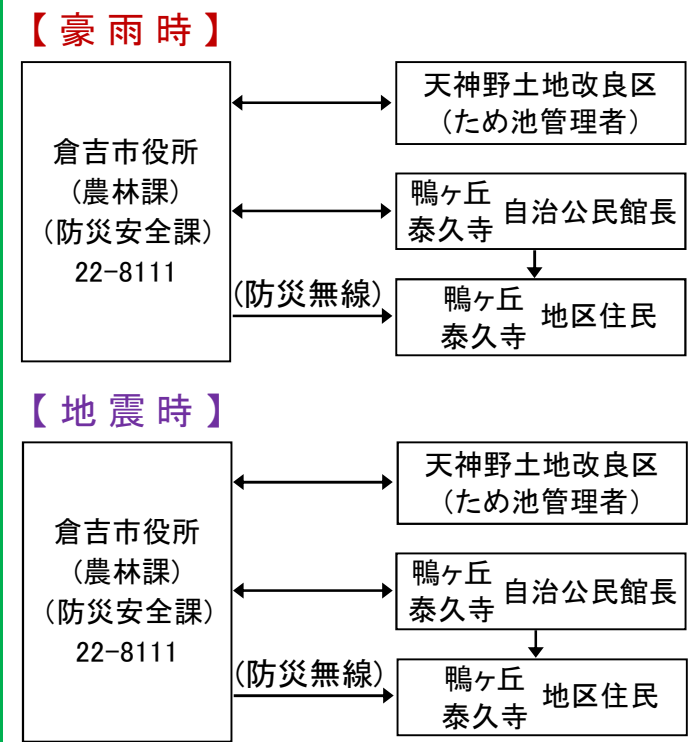 【豪雨時】
倉吉市役所
(農林課)
(防災安全課)
22-8111
天神野土地改良区
(ため池管理者)
鴨ヶ丘
泰久寺
自治公民館長
(防災無線)
鴨ヶ丘
泰久寺
地区住民
【地震時】
倉吉市役所
(農林課)
(防災安全課)
22-8111
天神野土地改良区
(ため池管理者)
鴨ヶ丘
泰久寺
自治公民館長
(防災無線)
鴨ヶ丘
泰久寺
地区住民